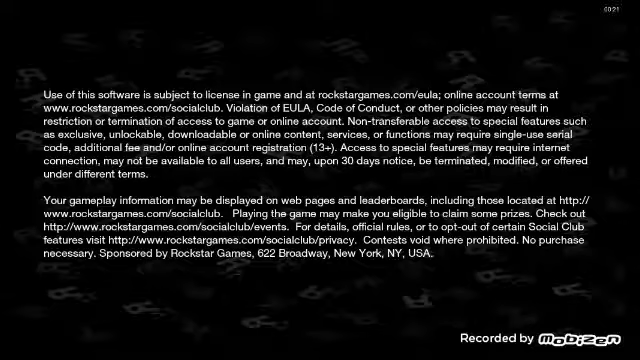 00:21
Use of this software is subject to license in game and at rockstargames.com/eula; online account terms at
www.rockstargames.com/socialclub. Violation of EULA, Code of Conduct, or other policies may result in
restriction or termination of access to game or online account. Non-transferable access to special features such
as exclusive, unlockable, downloadable or online content, services, or functions may require single-use serial
code, additional fee and/or online account registration (13+). Access to special features may require internet
connection, may not be available to all users, and may, upon 30 days notice, be terminated, modified, or offered
under different terms.
Your gameplay information may be displayed on web pages and leaderboards, including those located at http://
www.rockstargames.com/socialclub. Playing the game may make you eligible to claim some prizes. Check out
http://www.rockstargames.com/socialclub/events. For details, official rules, or to opt-out of certain Social Club
features visit http://www.rockstargames.com/socialclub/privacy. Contests void where prohibited. No purchase
necessary. Sponsored by Rockstar Games, 622 Broadway, New York, NY, USA.
Recorded by Mobizen